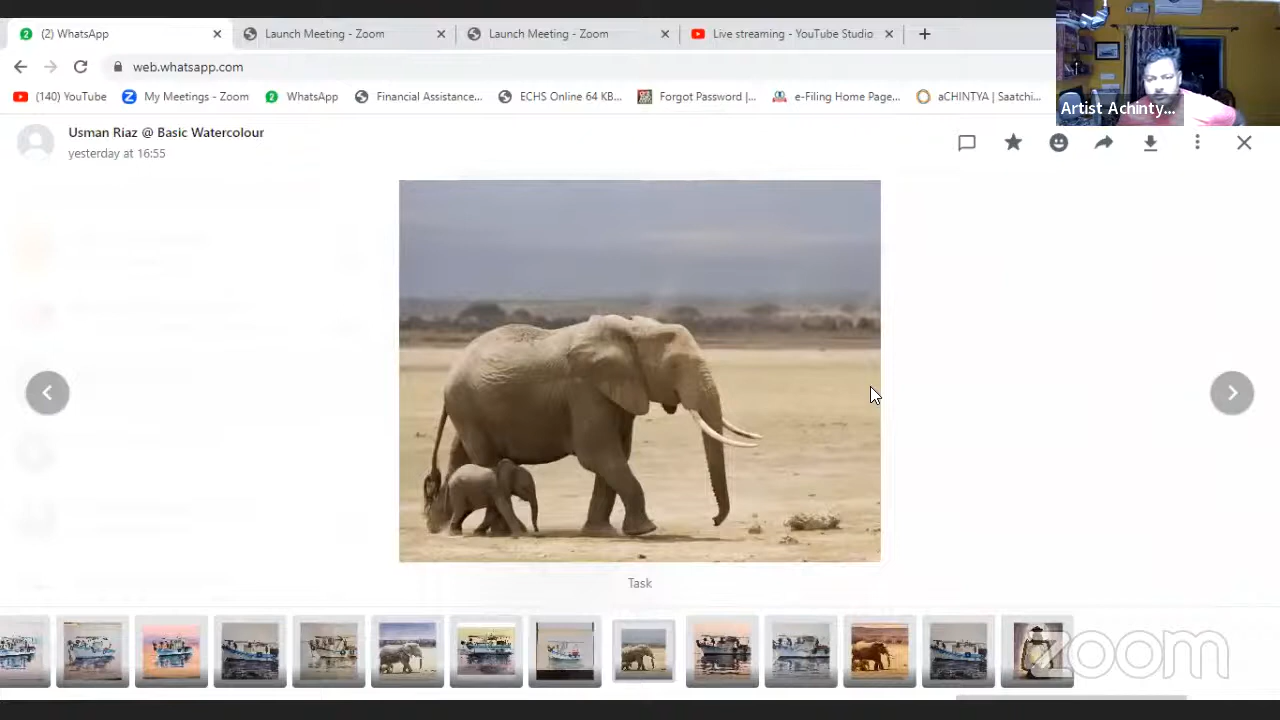 (2) WhatsApp
Launch Meeting - Zoom
Launch Meeting - Zoom
Live streaming - YouTube Studio
web.whatsapp.com
(140) YouTube
My Meetings - Zoom
WhatsApp
Financial Assistance...
ECHS Online 64 KB...
Forgot Password |...
e-Filing Home Page...
aCHINTYA | Saatchi...
Artist Achinty...
Usman Riaz @ Basic Watercolour
yesterday at 16:55
Task
zoom